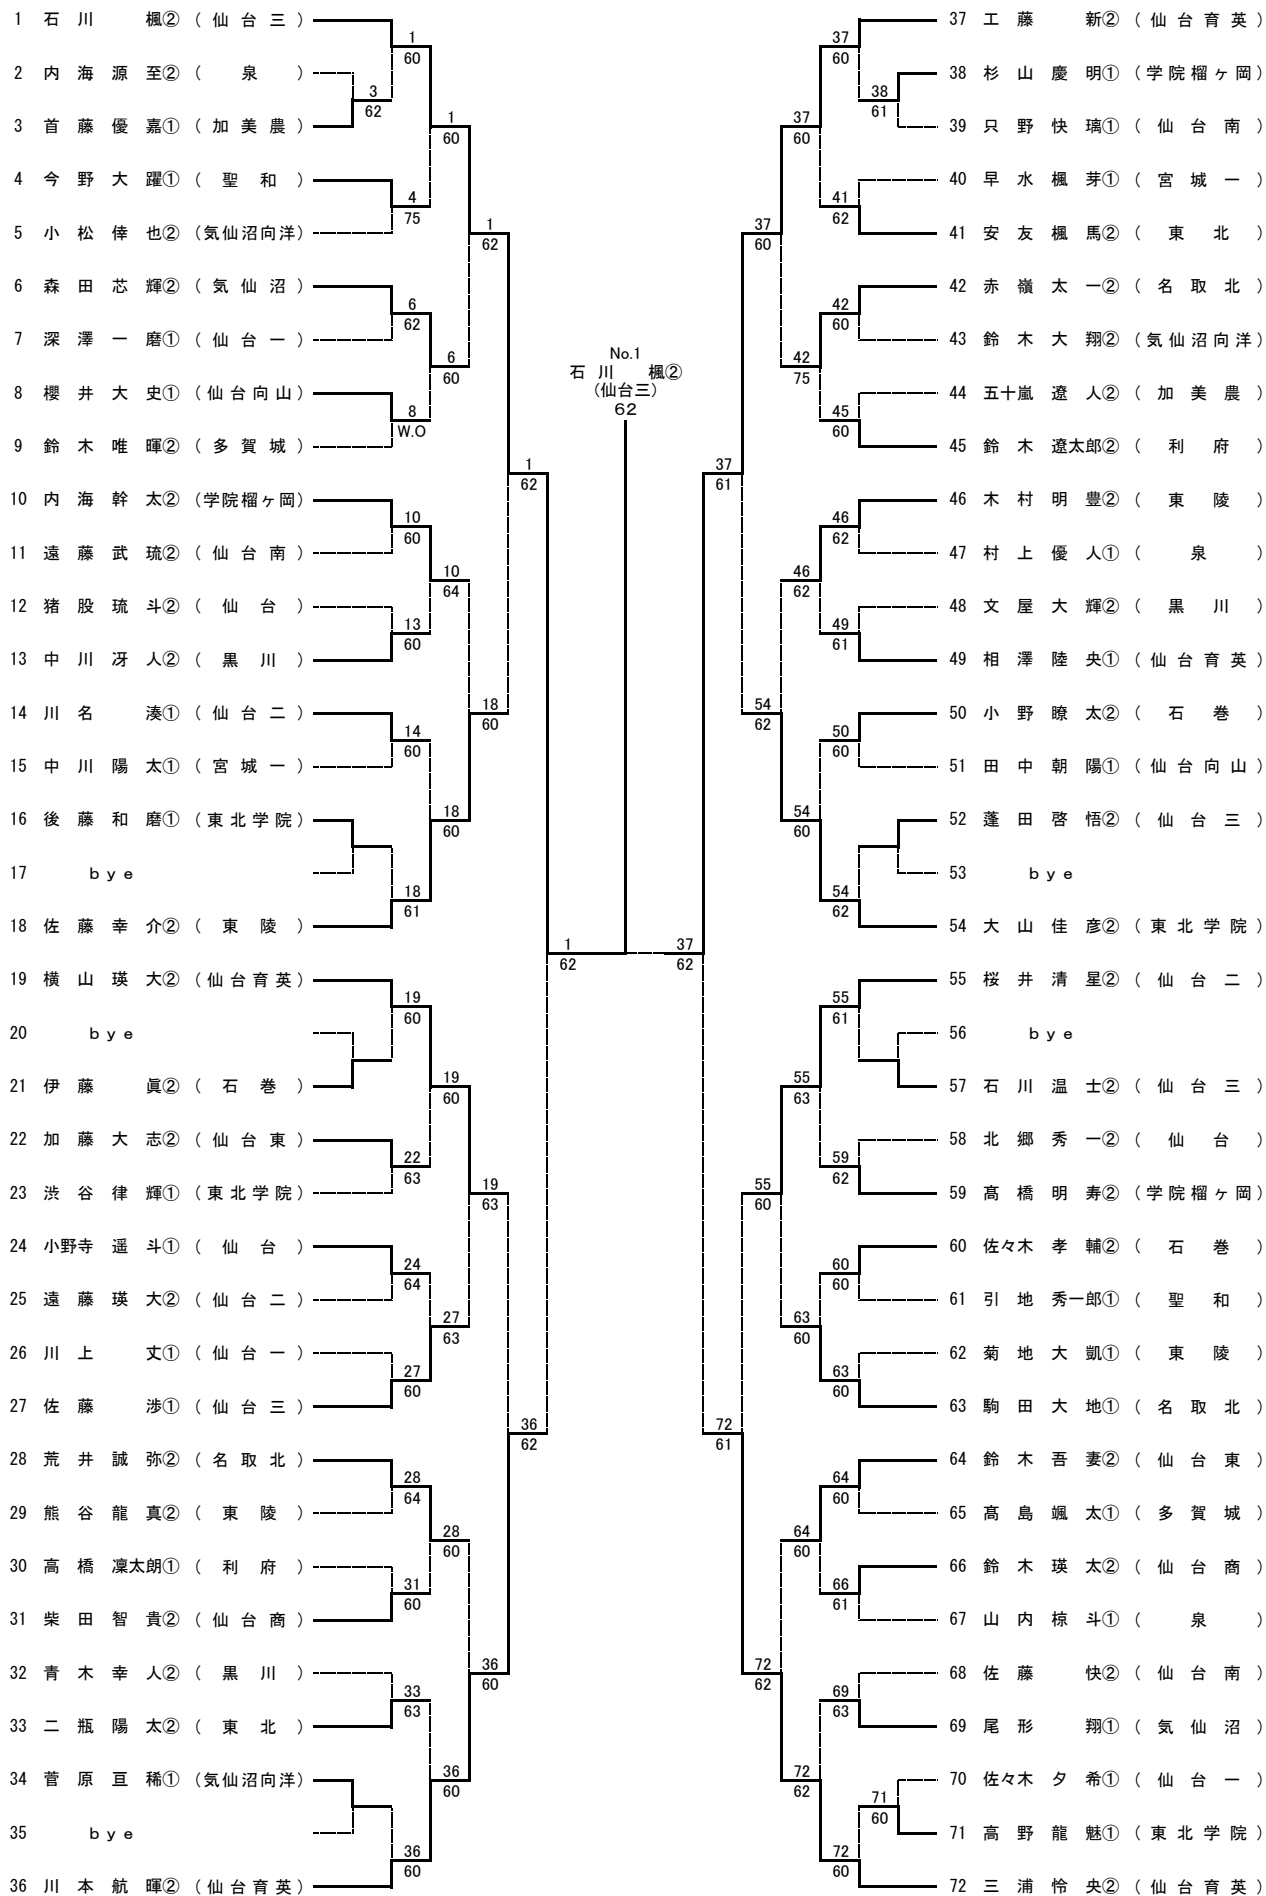 1 石川 楓② (仙台三)
2 内海源至② (泉)
3 首藤優嘉① (加美農)
4 今野大躍① (聖和)
5 小松倖也② (気仙沼向洋)
6 森田芯輝② (気仙沼)
7 深澤一磨① (仙台一)
8 櫻井大史① (仙台向山)
9 鈴木唯暉② (多賀城)
10 内海幹太② (学院榴ヶ岡)
11 遠藤武琉② (仙台南)
12 猪股琉斗② (仙台)
13 中川冴人② (黒川)
14 川名 湊① (仙台二)
15 中川陽太① (宮城一)
16 後藤和磨① (東北学院)
17 bye
18 佐藤幸介② (東陵)
19 横山瑛大② (仙台育英)
20 bye
21 伊藤 眞② (石巻)
22 加藤大志② (仙台東)
23 渋谷律輝① (東北学院)
24 小野寺遥斗① (仙台)
25 遠藤瑛大② (仙台二)
26 川上 丈① (仙台一)
27 佐藤 渉① (仙台三)
28 荒井誠弥② (名取北)
29 熊谷龍真② (東陵)
30 高橋凜太朗① (利府)
31 柴田智貴② (仙台商)
32 青木幸人② (黒川)
33 二瓶陽太② (東北)
34 菅原亘稀① (気仙沼向洋)
35 bye
36 川本航暉② (仙台育英)
1
60
3
62
4
75
6
62
8
W.O
10
60
13
60
14
60
18
61
19
60
22
63
24
64
27
60
28
64
31
60
33
63
36
60
1
60
6
60
10
64
18
60
19
60
27
63
28
60
36
60
1
62
18
60
19
63
36
60
1
62
36
62
1
62
No.1
石川 楓②
(仙台三)
62
37
62
37
61
72
61
37
60
54
62
55
60
72
62
37
60
42
75
46
62
54
60
55
63
63
60
64
60
72
62
37
60
38
61
41
62
42
60
45
60
46
62
49
61
50
60
54
62
55
61
59
62
60
60
63
60
64
60
66
61
69
63
71
60
72
60
37 工藤 新② (仙台育英)
38 杉山慶明① (学院榴ヶ岡)
39 只野快璃① (仙台南)
40 早水楓芽① (宮城一)
41 安友楓馬② (東北)
42 赤嶺太一② (名取北)
43 鈴木大翔② (気仙沼向洋)
44 五十嵐遼人② (加美農)
45 鈴木遼太郎② (利府)
46 木村明豊② (東陵)
47 村上優人① (泉)
48 文屋大輝② (黒川)
49 相澤陸央① (仙台育英)
50 小野瞭太② (石巻)
51 田中朝陽① (仙台向山)
52 蓬田啓悟② (仙台三)
53 bye
54 大山佳彦② (東北学院)
55 桜井清星② (仙台二)
56 bye
57 石川温士② (仙台三)
58 北郷秀一② (仙台)
59 髙橋明寿② (学院榴ヶ岡)
60 佐々木孝輔② (石巻)
61 引地秀一郎① (聖和)
62 菊地大凱① (東陵)
63 駒田大地① (名取北)
64 鈴木吾妻② (仙台東)
65 髙島颯太① (多賀城)
66 鈴木瑛太② (仙台商)
67 山内椋斗① (泉)
68 佐藤 快② (仙台南)
69 尾形 翔① (気仙沼)
70 佐々木夕希① (仙台一)
71 高野龍魅① (東北学院)
72 三浦怜央② (仙台育英)